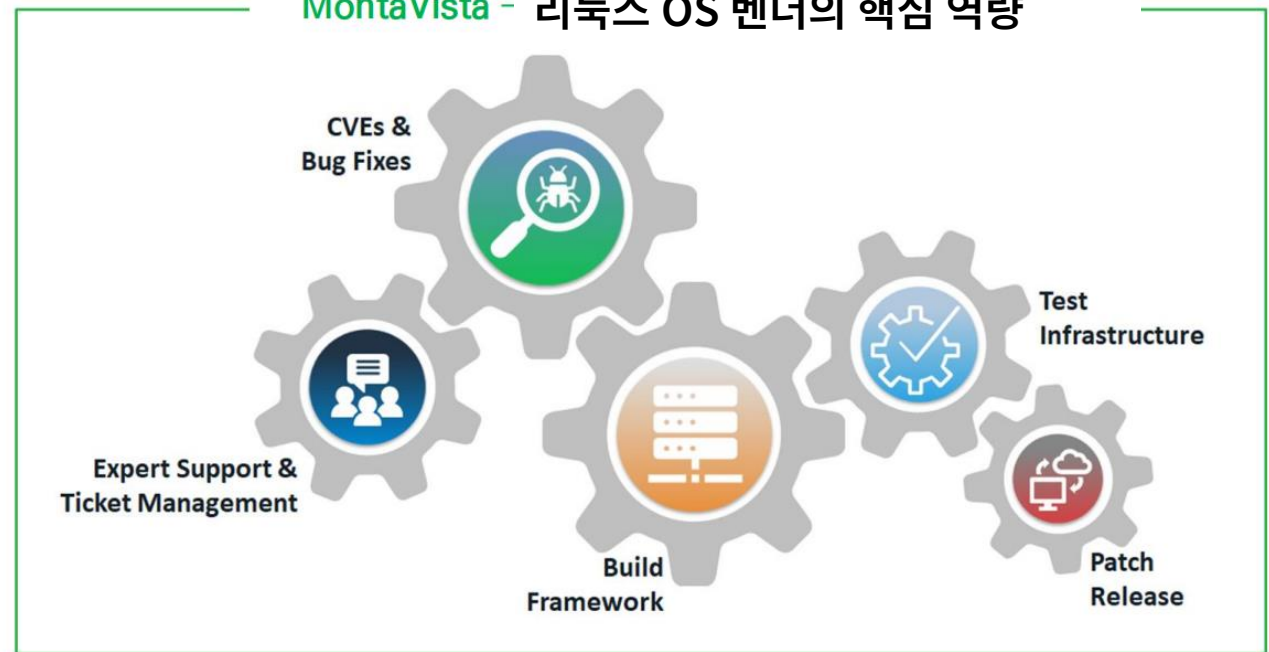 MontaVista - 리눅스 OS 벤더의 핵심 역량
CVEs &
Bug Fixes
Test
Infrastructure
Expert Support &
Ticket Management
Build
Framework
Patch
Release